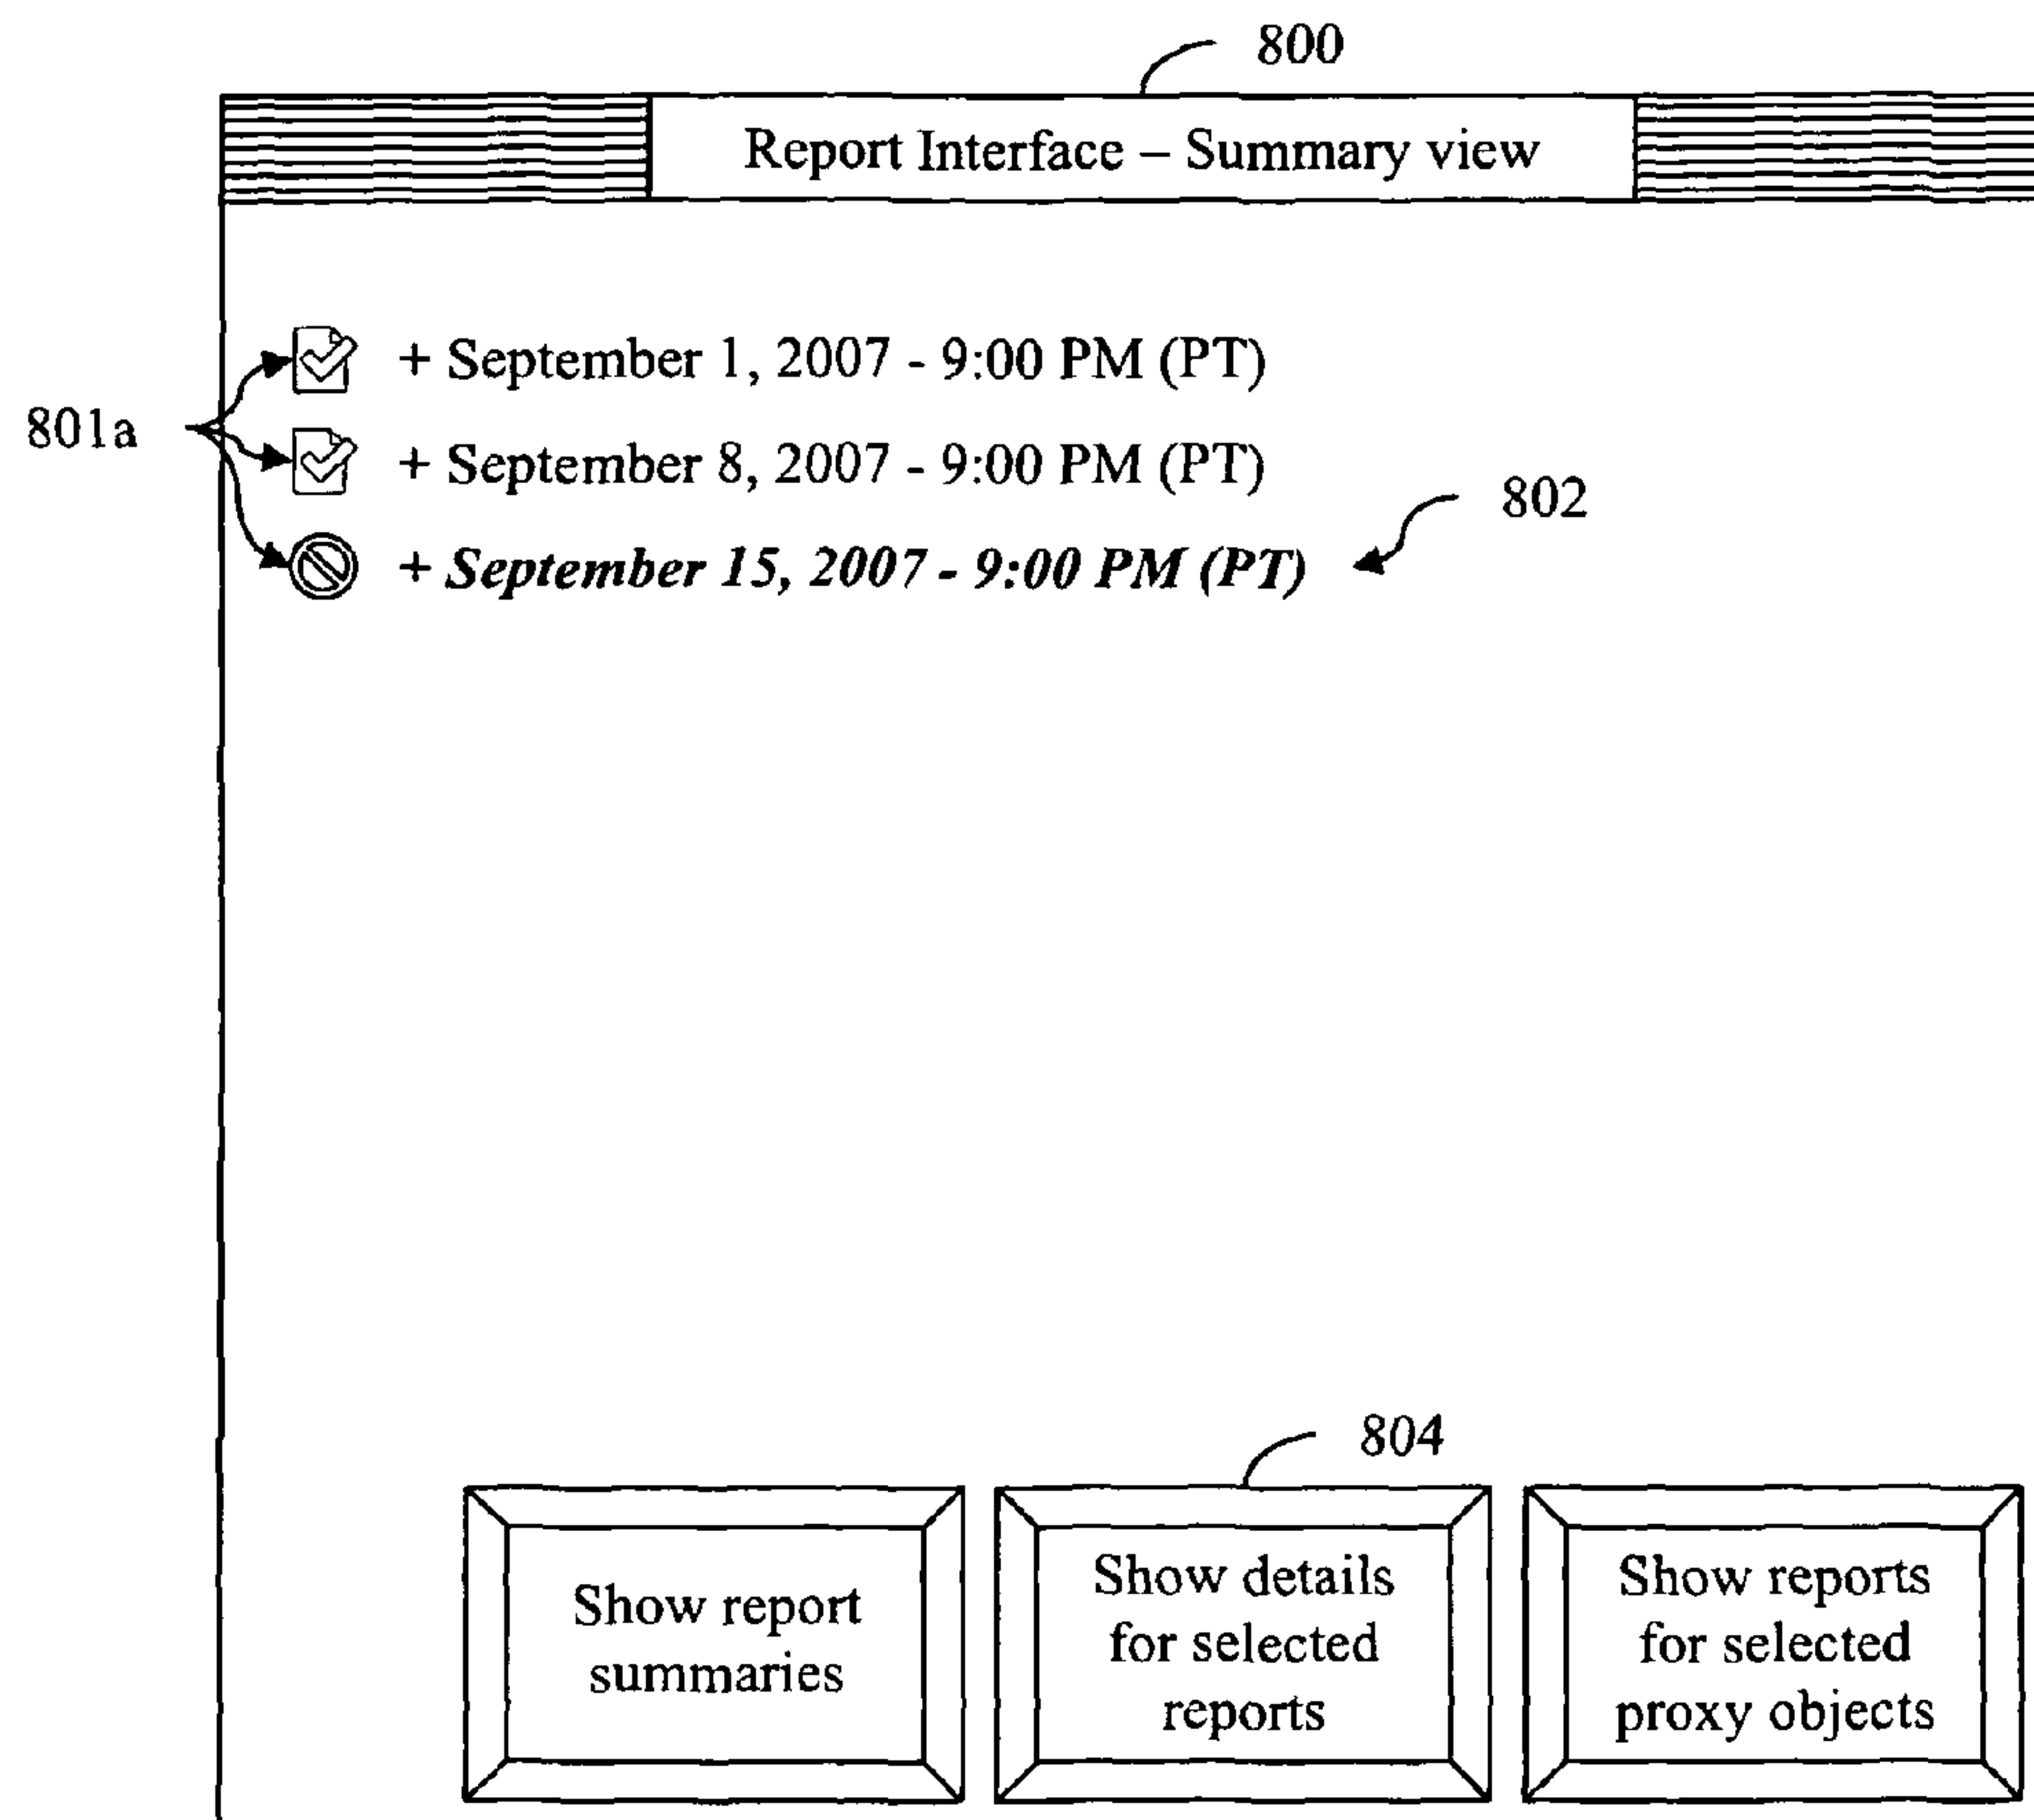 800
Report Interface – Summary view
+ September 1, 2007 - 9:00 PM (PT)
801a
+ September 8, 2007 - 9:00 PM (PT)
802
+ September 15, 2007 - 9:00 PM (PT)
804
Show report
summaries
Show details
for selected
reports
Show reports
for selected
proxy objects